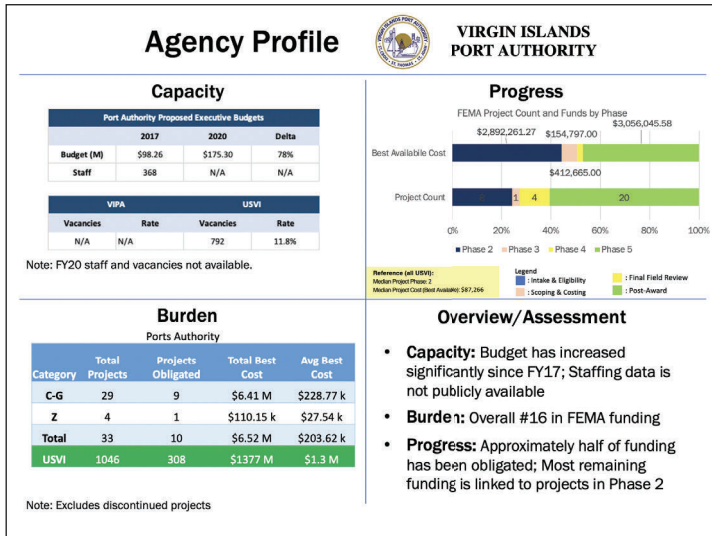 Agency Profile
VIRGIN ISLANDS
PORT AUTHORITY
Capacity
Port Authority Proposed Executive Budgets
2017 2020 Delta
Budget (M) $98.26 $175.30 78%
Staff 368 N/A N/A
VIPA USVI
Vacancies Rate Vacancies Rate
N/A N/A 792 11.8%
Note: FY20 staff and vacancies not available.
Progress
FEMA Project Count and Funds by Phase
$3,056,045.58
$2,892,261.27 $154,797.00
Best Availabile Cost
$412,665.00
Project Count 1 4 20
0% 20% 40% 60% 80% 100%
Phase 2 Phase 3 Phase 4 Phase 5
Reference (all USVI):
Median Project Phase: 2
Median Project Cost (Best Available): $87,266
Legend
: Intake & Eligibility
: Scoping & Costing
: Final Field Review
: Post-Award
Burden
Ports Authority
Category Total Projects Projects Obligated Total Best Cost Avg Best Cost
C-G 29 9 $6.41 M $228.77 k
Z 4 1 $110.15 k $27.54 k
Total 33 10 $6.52 M $203.62 k
USVI 1046 308 $1377 M $1.3 M
Note: Excludes discontinued projects
Overview/Assessment
• Capacity: Budget has increased
significantly since FY17; Staffing data is
not publicly available
• Burden: Overall #16 in FEMA funding
• Progress: Approximately half of funding
has been obligated; Most remaining
funding is linked to projects in Phase 2